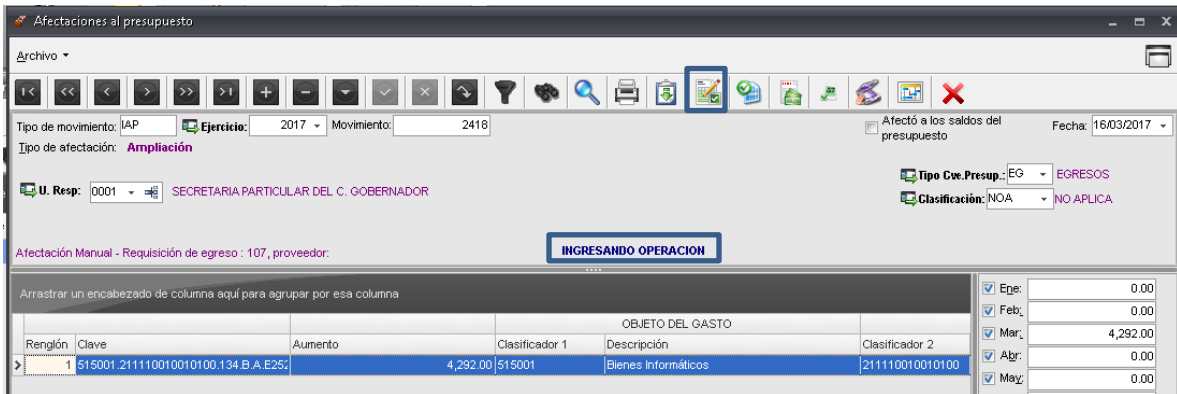 Afectaciones al presupuesto
Archivo
Tipo de movimiento: IAP Ejercicio: 2017 Movimiento: 2418 Afectó a los saldos del presupuesto Fecha: 16/03/2017
Tipo de afectación: Ampliación
U. Resp: 0001 SECRETARIA PARTICULAR DEL C. GOBERNADOR
Tipo Cve.Presup.: EG EGRESOS
Clasificación: NOA NO APLICA
Afectación Manual - Requisición de egreso : 107, proveedor: INGRESANDO OPERACION
Arrastrar un encabezado de columna aquí para agrupar por esa columna
OBJETO DEL GASTO
Renglón Clave Aumento Clasificador 1 Descripción Clasificador 2
1 515001.211110010010100.134.B.A.E252 4,292.00 515001 Bienes Informáticos 211110010010100
Ene: 0.00
Feb: 0.00
Mar: 4,292.00
Abr: 0.00
May: 0.00